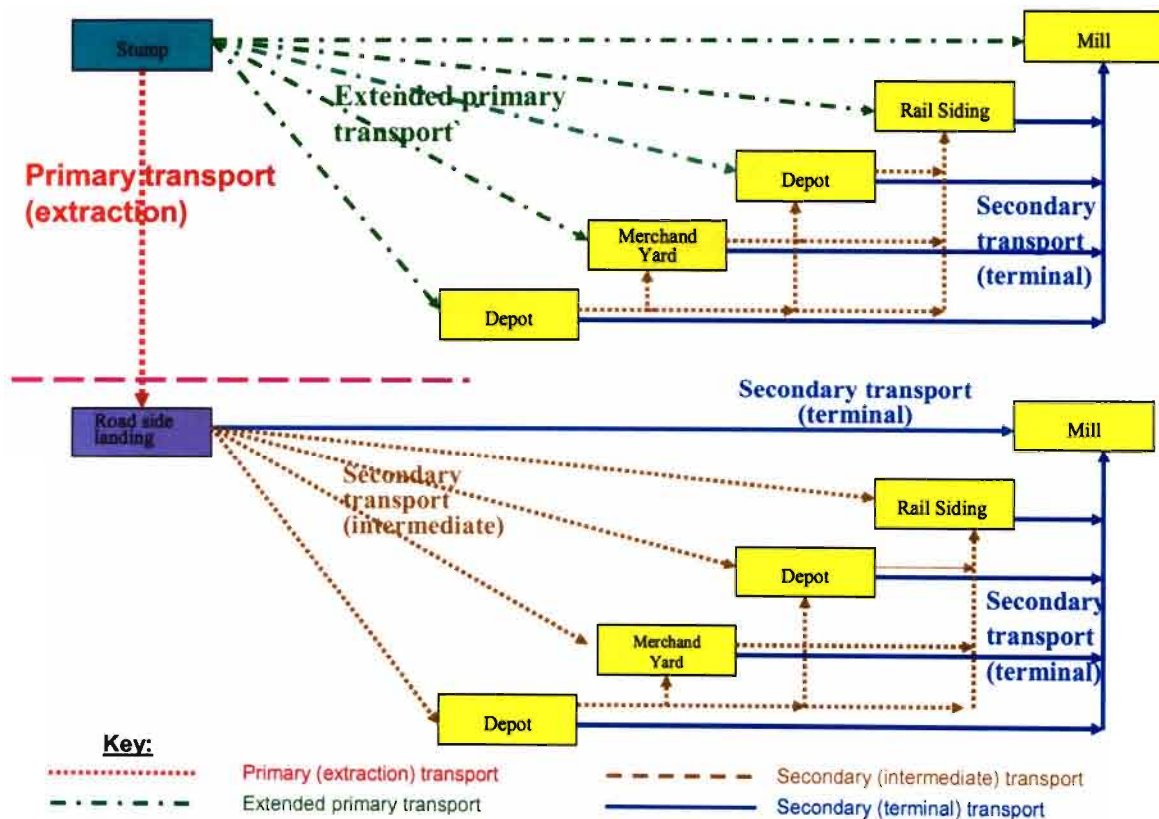 Stump
Mill
Extended primary
transport`
Rail Siding
Primary transport
(extraction)
Depot
Secondary
transport
(terminal)
Merchand
Yard
Depot
Road side
landing
Secondary transport
(terminal)
Mill
Secondary
transport
(intermediate)
Rail Siding
Depot
Secondary
transport
(terminal)
Merchand
Yard
Depot
Key:
Primary (extraction) transport
Secondary (intermediate) transport
Extended primary transport
Secondary (terminal) transport